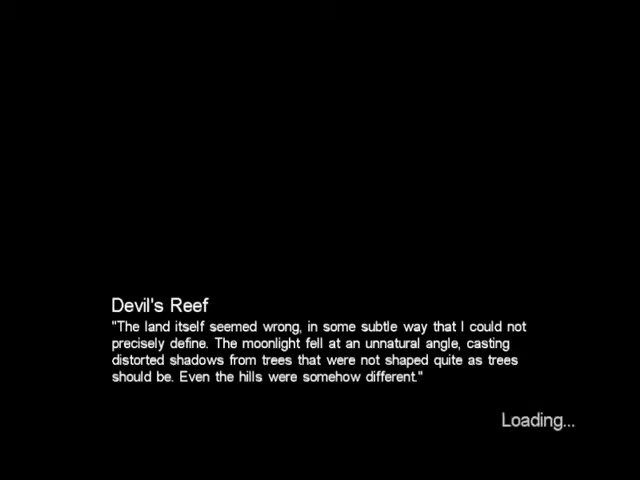 Devil's Reef
"The land itself seemed wrong, in some subtle way that I could not
precisely define. The moonlight fell at an unnatural angle, casting
distorted shadows from trees that were not shaped quite as trees
should be. Even the hills were somehow different."
Loading...